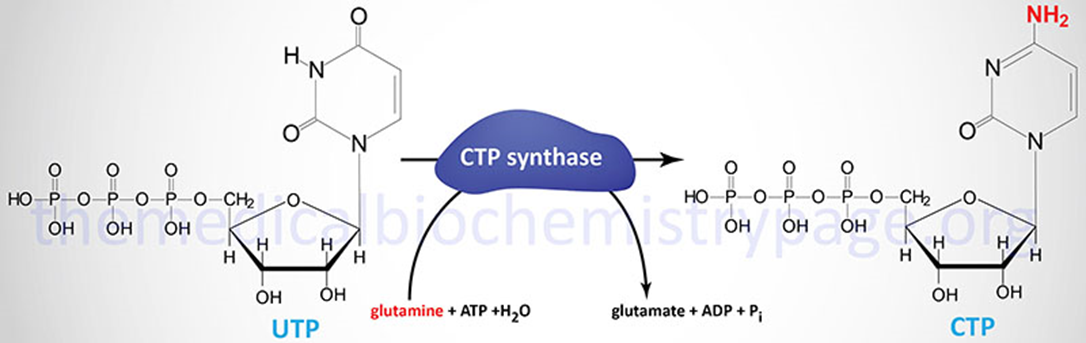 NH2
O
H
N
N
O
N
O
N
O O O
HO-P-O-P-O-P-O-CH2 O
OH OH OH
H H H H
OH OH
CTP synthase
O O O
HO-P-O-P-O-P-O-CH2 O
OH OH OH
H H H H
OH OH
themedicalbiochemistrypage.org
glutamine + ATP +H2O
glutamate + ADP + Pi
UTP
CTP